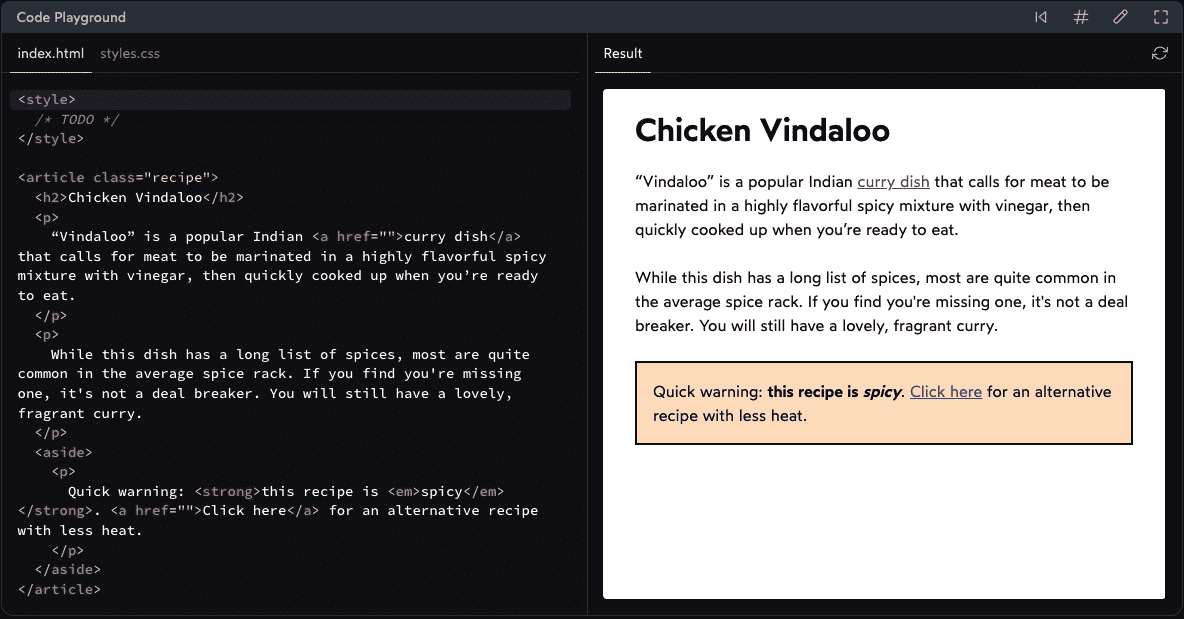 Code Playground
index.html styles.css
<style>
/* TODO */
</style>
<article class="recipe">
<h2>Chicken Vindaloo</h2>
<p>
“Vindaloo” is a popular Indian <a href="">curry dish</a>
that calls for meat to be marinated in a highly flavorful spicy
mixture with vinegar, then quickly cooked up when you’re ready
to eat.
</p>
<p>
While this dish has a long list of spices, most are quite
common in the average spice rack. If you find you're missing
one, it's not a deal breaker. You will still have a lovely,
fragrant curry.
</p>
<aside>
<p>
Quick warning: <strong>this recipe is <em>spicy</em>
</strong>. <a href="">Click here</a> for an alternative recipe
with less heat.
</p>
</aside>
</article>
Result
Chicken Vindaloo
“Vindaloo” is a popular Indian curry dish that calls for meat to be
marinated in a highly flavorful spicy mixture with vinegar, then
quickly cooked up when you’re ready to eat.
While this dish has a long list of spices, most are quite common in
the average spice rack. If you find you're missing one, it's not a deal
breaker. You will still have a lovely, fragrant curry.
Quick warning: this recipe is spicy. Click here for an alternative
recipe with less heat.